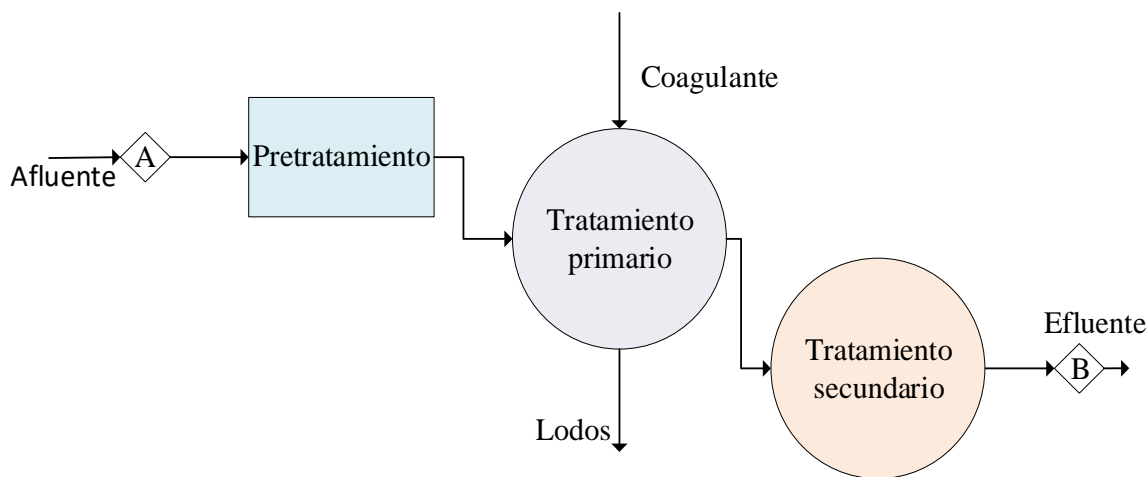 Coagulante
A
Afluente
Pretratamiento
Tratamiento
primario
Efluente
B
Tratamiento
secundario
Lodos